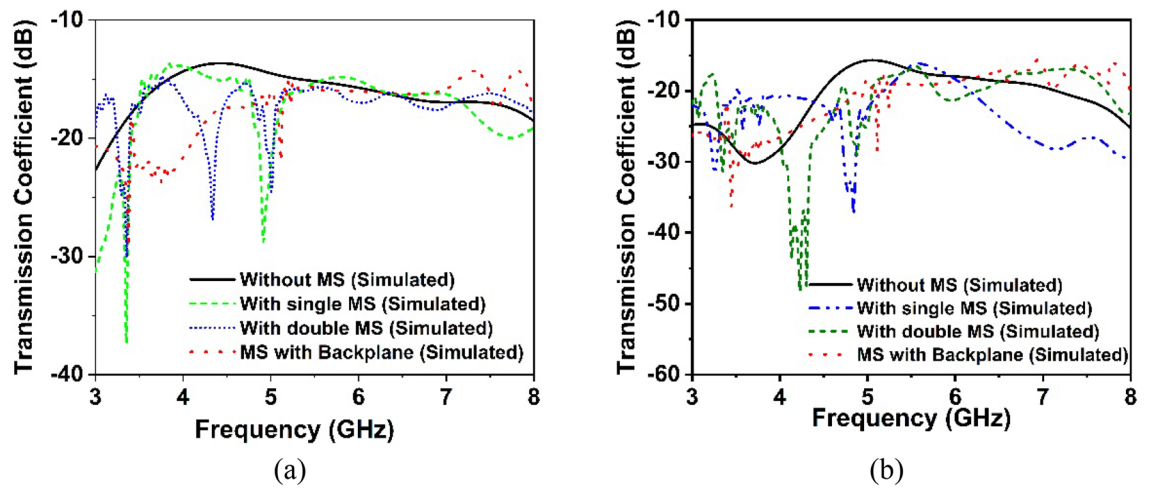 -10
-20
-30
-40
Transmission Coefficient (dB)
Without MS (Simulated)
With single MS (Simulated)
With double MS (Simulated)
MS with Backplane (Simulated)
3 4 5 6 7 8
Frequency (GHz)
(a)
-10
-20
-30
-40
-50
-60
Transmission Coefficient (dB)
Without MS (Simulated)
With single MS (Simulated)
With double MS (Simulated)
MS with Backplane (Simulated)
3 4 5 6 7 8
Frequency (GHz)
(b)